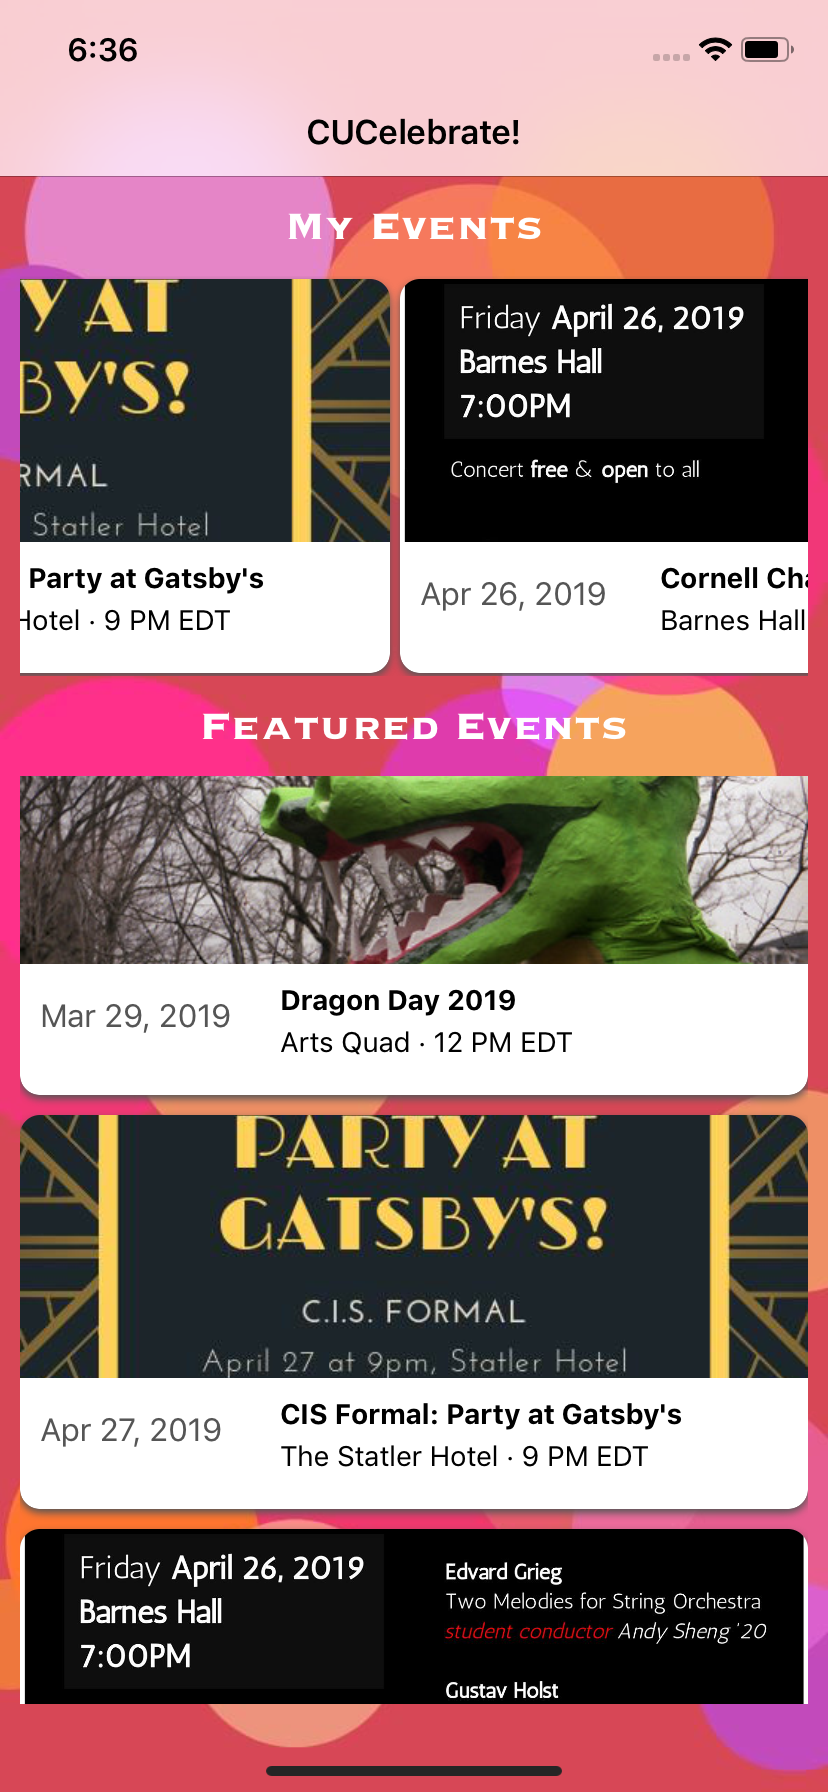 6:36
CUCelebrate!
My Events
Y AT
BY'S!
RMAL
Statler Hotel
Party at Gatsby's
Hotel · 9 PM EDT
Friday April 26, 2019
Barnes Hall
7:00PM
Concert free & open to all
Apr 26, 2019
Cornell Cha
Barnes Hall
Featured Events
Mar 29, 2019
Dragon Day 2019
Arts Quad · 12 PM EDT
PARTY AT
GATSBY'S!
C.I.S. FORMAL
April 27 at 9pm, Statler Hotel
Apr 27, 2019
CIS Formal: Party at Gatsby's
The Statler Hotel · 9 PM EDT
Friday April 26, 2019
Barnes Hall
7:00PM
Edvard Grieg
Two Melodies for String Orchestra
student conductor Andy Sheng '20
Gustav Holst